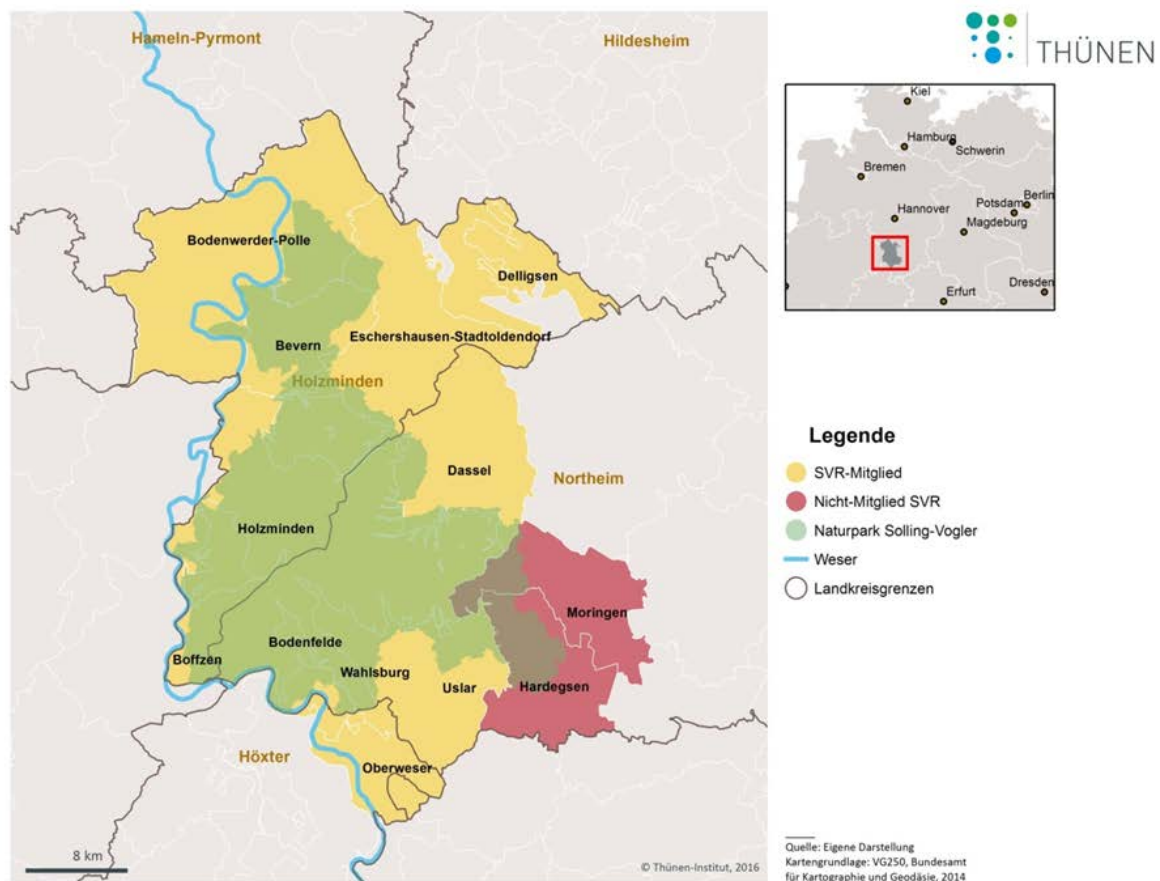 Hameln-Pyrmont
Hildesheim
THÜNEN
Kiel
Hamburg
Schwerin
Bremen
Berlin
Potsdam
Hannover
Magdeburg
Dresden
Erfurt
Bodenwerder-Polle
Delligsen
Eschershausen-Stadtoldendorf
Bevern
Holzminden
Dassel
Northeim
Holzminden
Moringen
Bodenfelde
Boffzen
Wahlsburg
Uslar
Hardegsen
Höxter
Oberweser
Legende
SVR-Mitglied
Nicht-Mitglied SVR
Naturpark Solling-Vogler
Weser
Landkreisgrenzen
8 km
© Thünen-Institut, 2016
Quelle: Eigene Darstellung
Kartengrundlage: VG250, Bundesamt
für Kartographie und Geodäsie, 2014